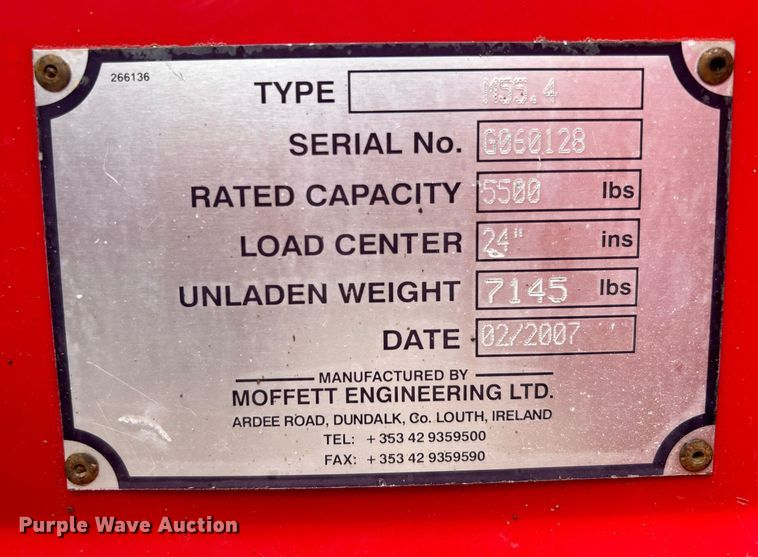 266136
TYPE M55.4
SERIAL No. G060128
RATED CAPACITY 5500 lbs
LOAD CENTER 24" ins
UNLADEN WEIGHT 7145 lbs
DATE 02/2007
MANUFACTURED BY
MOFFETT ENGINEERING LTD.
ARDEE ROAD, DUNDALK, Co. LOUTH, IRELAND
TEL: +353 42 9359500
FAX: +353 42 9359590
Purple Wave Auction